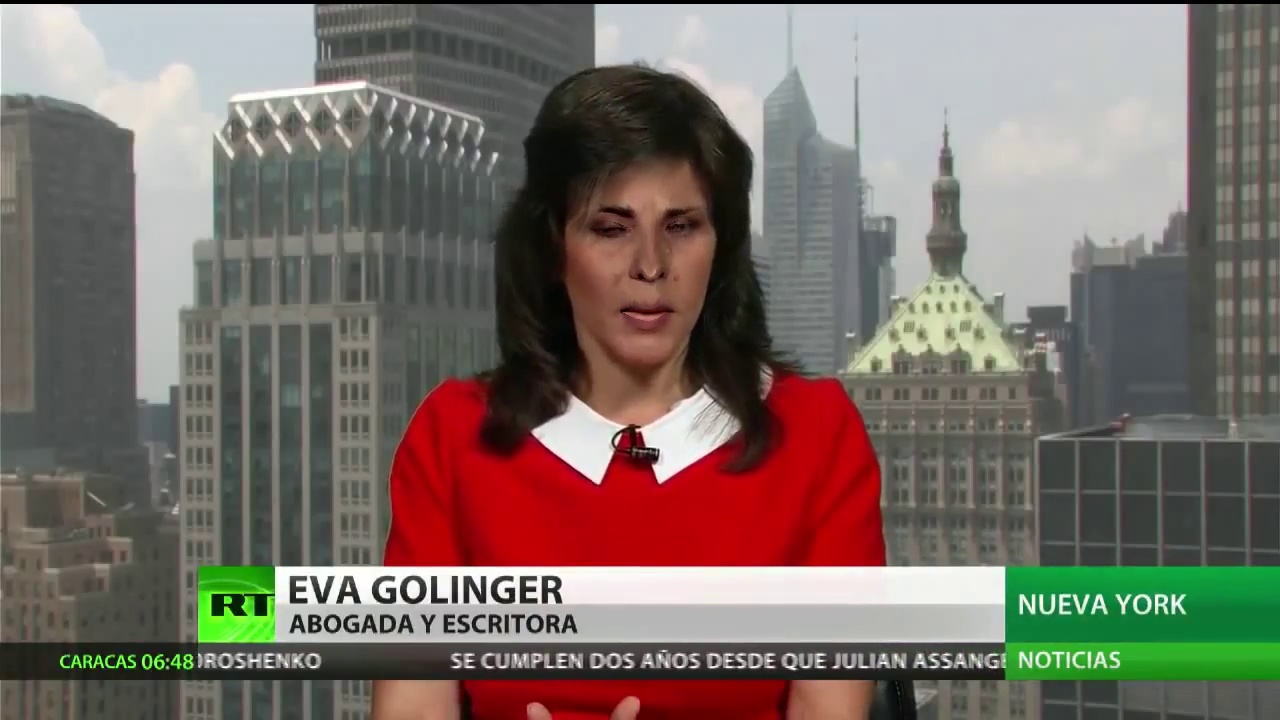 RT
EVA GOLINGER
ABOGADA Y ESCRITORA
NUEVA YORK
CARACAS 06:48
OROSHENKO
SE CUMPLEN DOS AÑOS DESDE QUE JULIAN ASSANGE
NOTICIAS